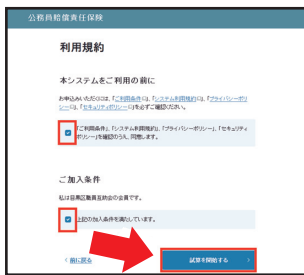 公務員賠償責任保険
利用規約
本システムをご利用の前に
お申込みいただくには、「ご利用条件」、「システム利用規約」、「プライバシーポリ
シー」、「セキュリティポリシー」を必ずご確認ください。
「ご利用条件」、「システム利用規約」、「プライバシーポリシー」、「セキュリティ
ポリシー」を確認のうえ、同意します。
ご加入条件
私は目黒区職員互助会の会員です。
上記の加入条件を満たしています。
< 前に戻る
試算を開始する >